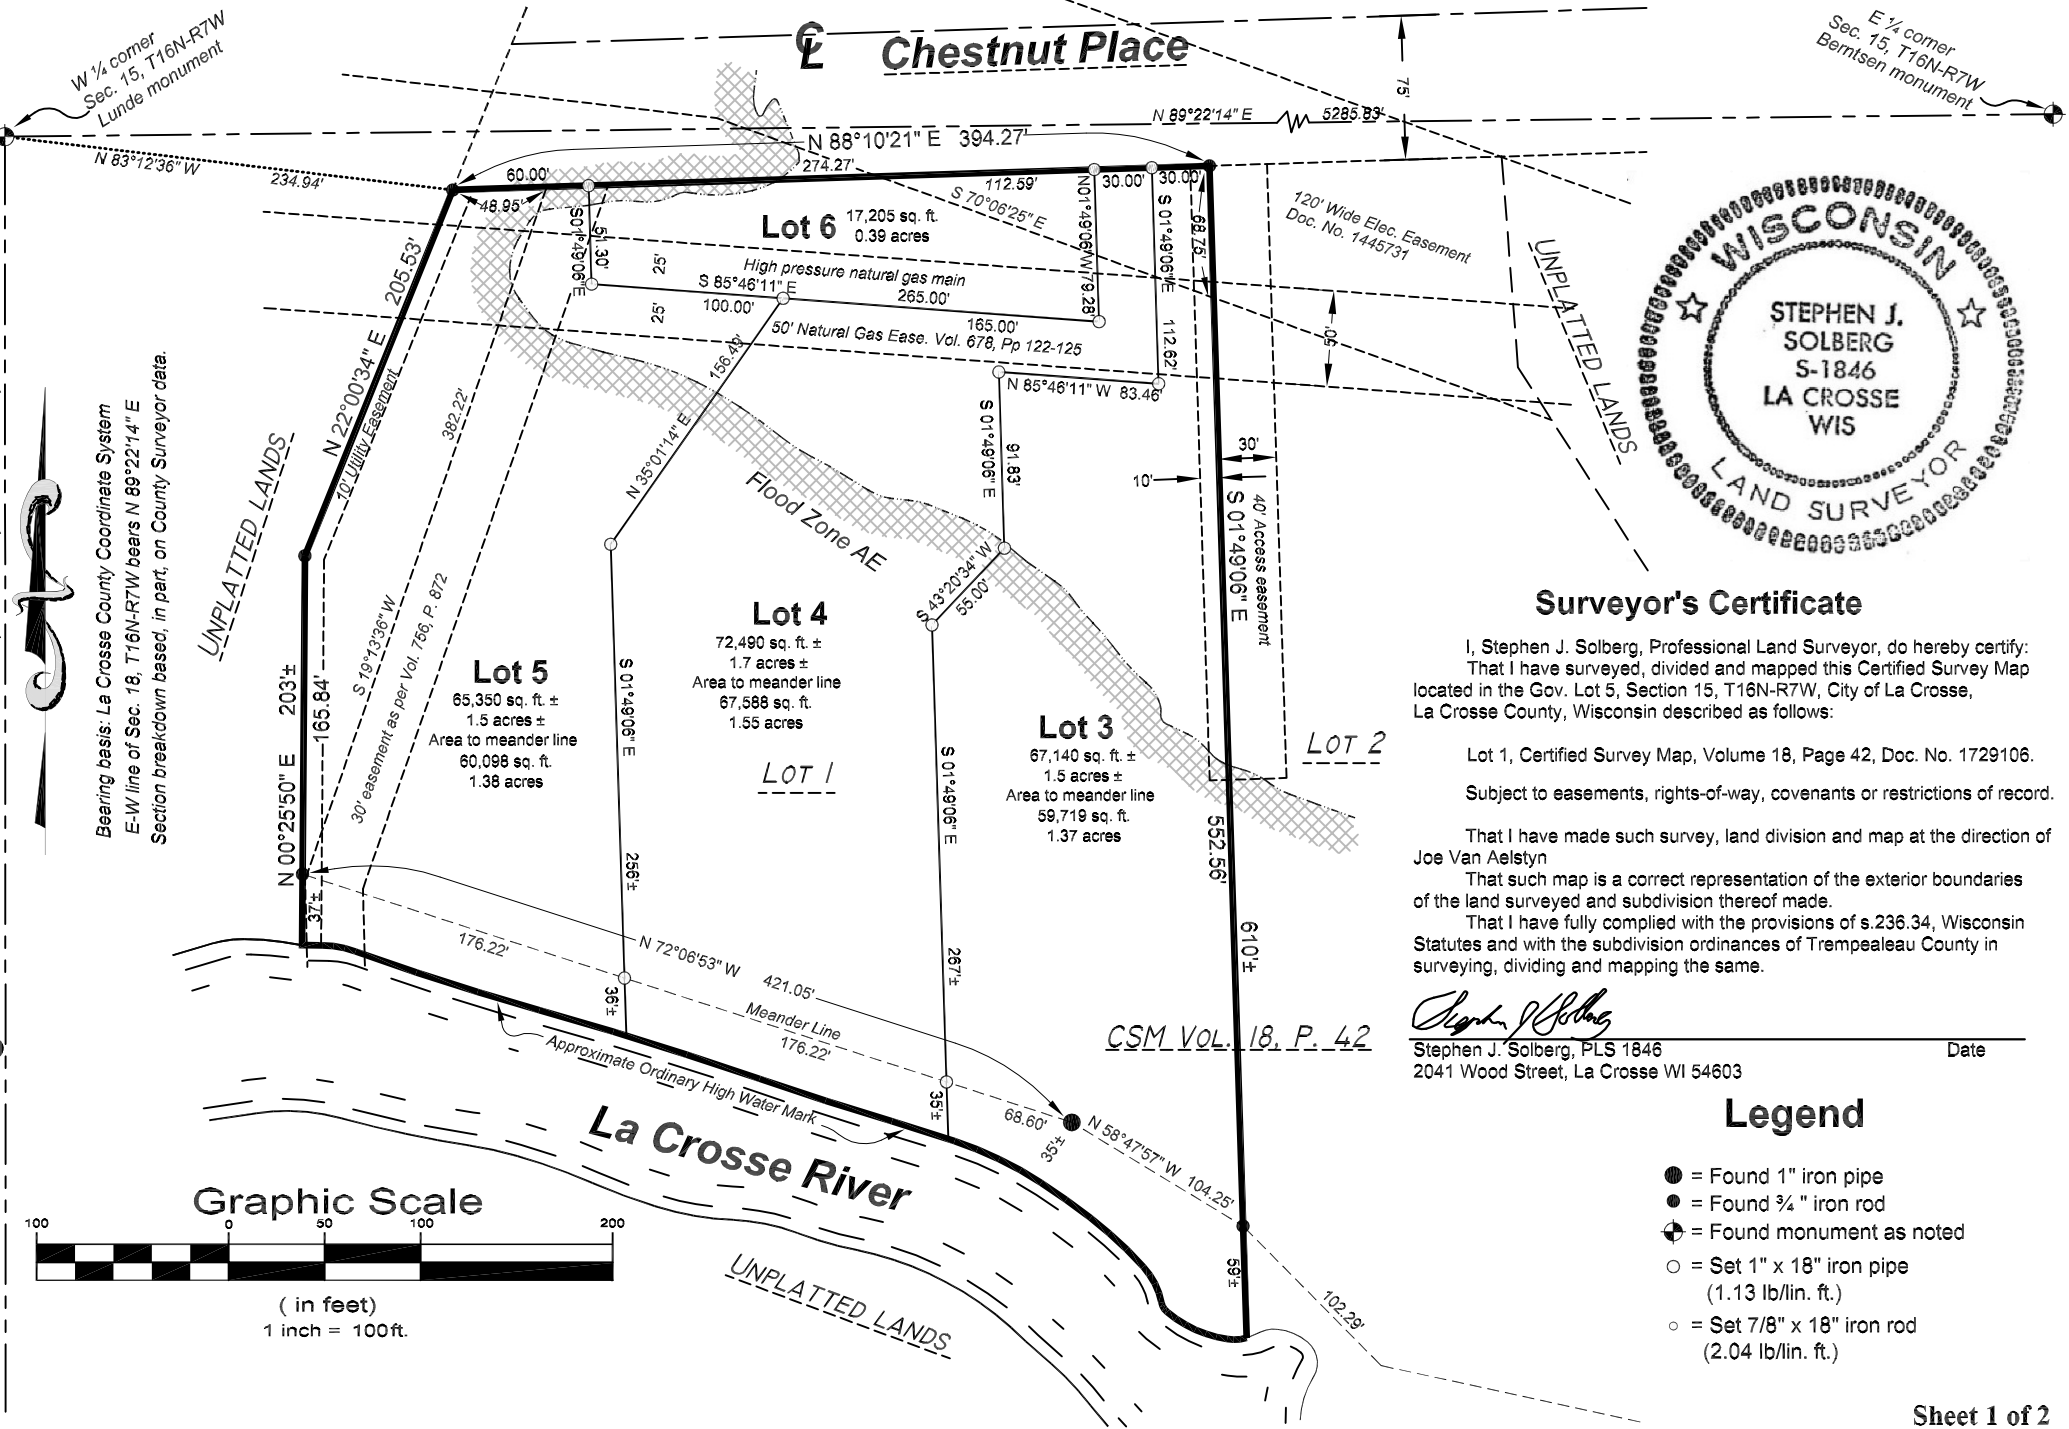 W ¼ corner
Sec. 15, T16N-R7W
Lunde monument
℄ Chestnut Place
E ¼ corner
Sec. 15, T16N-R7W
Berntsen monument
75'
N 89°22'14" E 5285.83'
N 88°10'21" E 394.27'
N 83°12'36" W 234.94'
60.00'
274.27'
112.59'
30.00'
30.00'
48.95'
S 70°06'25" E
120' Wide Elec. Easement
Doc. No. 1445731
Lot 6
17,205 sq. ft.
0.39 acres
S 01°49'06" E
51.30'
N 01°49'06" W 79.28'
S 01°49'06" E 112.62'
68.75'
25'
25'
High pressure natural gas main
S 85°46'11" E
265.00'
100.00'
165.00'
50' Natural Gas Ease. Vol. 678, Pp 122-125
50'
N 85°46'11" W 83.46'
N 22°00'34" E 205.53'
10' Utility Easement
382.22'
S 19°13'36" W
30' easement as per Vol. 756, P. 872
156.49'
N 35°01'14" E
S 01°49'06" E 91.83'
Flood Zone AE
S 43°20'34" W
55.00'
30'
10'
40' Access easement
S 01°49'06" E
552.56'
610'±
UNPLATTED LANDS
UNPLATTED LANDS
Bearing basis: La Crosse County Coordinate System
E-W line of Sec. 18, T16N-R7W bears N 89°22'14" E
Section breakdown based, in part, on County Surveyor data.
N 00°25'50" E 203'±
165.84'
37'±
Lot 5
65,350 sq. ft. ±
1.5 acres ±
Area to meander line
60,098 sq. ft.
1.38 acres
S 01°49'06" E
256'±
36'±
Lot 4
72,490 sq. ft. ±
1.7 acres ±
Area to meander line
67,588 sq. ft.
1.55 acres
LOT 1
S 01°49'06" E
267'±
35'±
Lot 3
67,140 sq. ft. ±
1.5 acres ±
Area to meander line
59,719 sq. ft.
1.37 acres
LOT 2
CSM VOL. 18, P. 42
N 72°06'53" W 421.05'
176.22'
Meander Line
176.22'
68.60'
35'±
N 58°47'57" W 104.25'
59'±
102.29'
Approximate Ordinary High Water Mark
La Crosse River
UNPLATTED LANDS
Graphic Scale
100 0 50 100 200
( in feet)
1 inch = 100ft.
WISCONSIN
STEPHEN J.
SOLBERG
S-1846
LA CROSSE
WIS
LAND SURVEYOR
Surveyor's Certificate
I, Stephen J. Solberg, Professional Land Surveyor, do hereby certify:
That I have surveyed, divided and mapped this Certified Survey Map
located in the Gov. Lot 5, Section 15, T16N-R7W, City of La Crosse,
La Crosse County, Wisconsin described as follows:
Lot 1, Certified Survey Map, Volume 18, Page 42, Doc. No. 1729106.
Subject to easements, rights-of-way, covenants or restrictions of record.
That I have made such survey, land division and map at the direction of
Joe Van Aelstyn
That such map is a correct representation of the exterior boundaries
of the land surveyed and subdivision thereof made.
That I have fully complied with the provisions of s.236.34, Wisconsin
Statutes and with the subdivision ordinances of Trempealeau County in
surveying, dividing and mapping the same.
Stephen J Solberg
Stephen J. Solberg, PLS 1846 Date
2041 Wood Street, La Crosse WI 54603
Legend
= Found 1" iron pipe
= Found ¾ " iron rod
= Found monument as noted
= Set 1" x 18" iron pipe
(1.13 lb/lin. ft.)
= Set 7/8" x 18" iron rod
(2.04 lb/lin. ft.)
Sheet 1 of 2